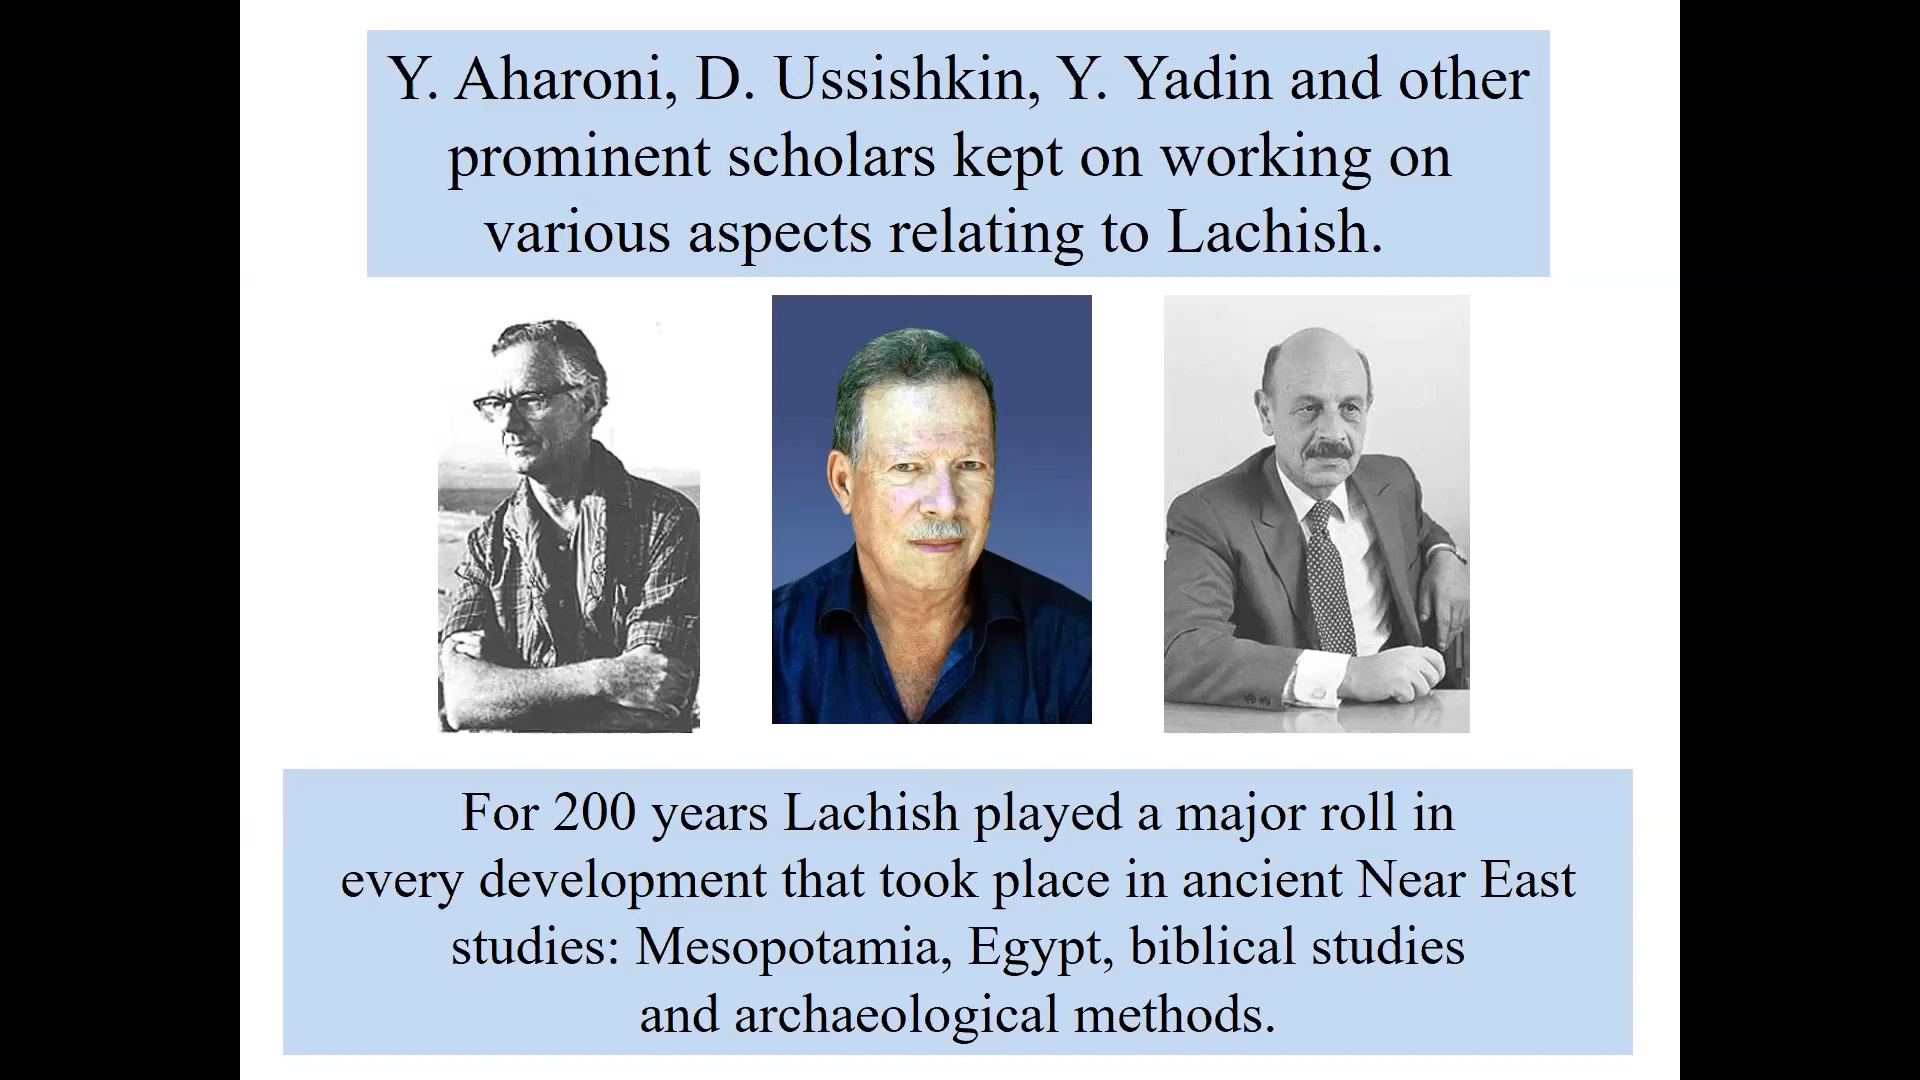 Y. Aharoni, D. Ussishkin, Y. Yadin and other
prominent scholars kept on working on
various aspects relating to Lachish.
For 200 years Lachish played a major roll in
every development that took place in ancient Near East
studies: Mesopotamia, Egypt, biblical studies
and archaeological methods.